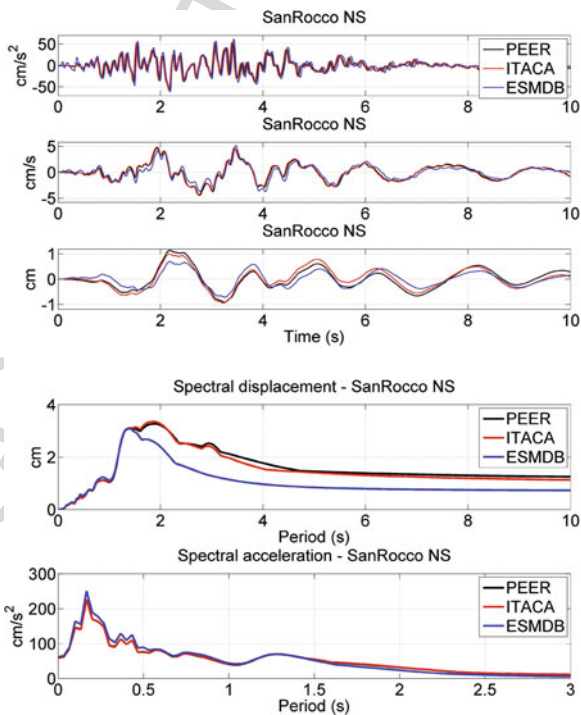 SanRocco NS
cm/s²
50
0
-50
PEER
ITACA
ESMDB
0 2 4 6 8 10
SanRocco NS
cm/s
5
0
-5
0 2 4 6 8 10
SanRocco NS
cm
1
0
-1
0 2 4 6 8 10
Time (s)
Spectral displacement - SanRocco NS
cm
4
2
0
PEER
ITACA
ESMDB
0 2 4 6 8 10
Period (s)
Spectral acceleration - SanRocco NS
cm/s²
300
200
100
0
PEER
ITACA
ESMDB
0 0.5 1 1.5 2 2.5 3
Period (s)